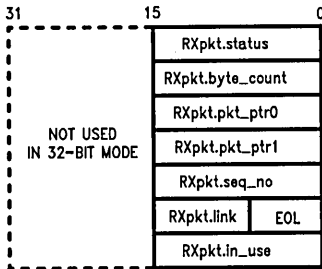 31 15 0
RXpkt.status
RXpkt.byte_count
RXpkt.pkt_ptr0
NOT USED
IN 32-BIT MODE
RXpkt.pkt_ptr1
RXpkt.seq_no
RXpkt.link EOL
RXpkt.in_use